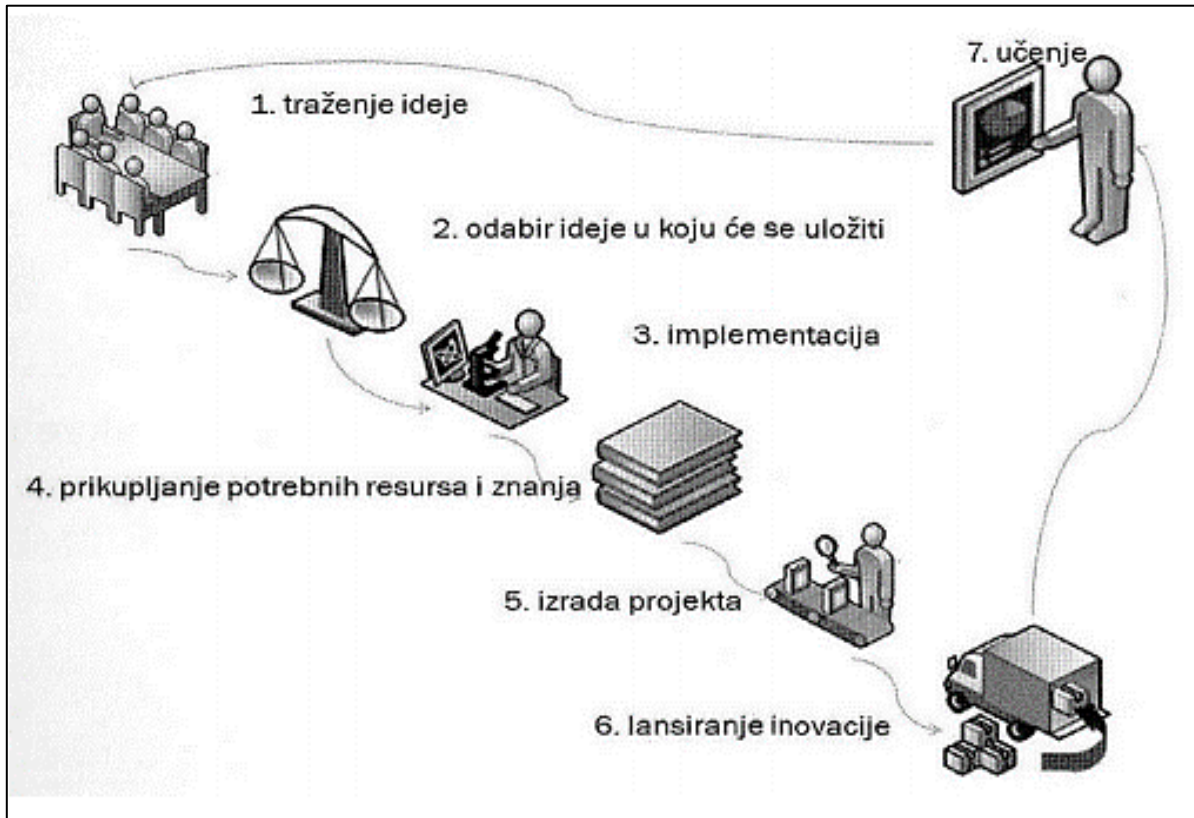 1. traženje ideje
2. odabir ideje u koju će se uložiti
3. implementacija
4. prikupljanje potrebnih resursa i znanja
5. izrada projekta
6. lansiranje inovacije
7. učenje